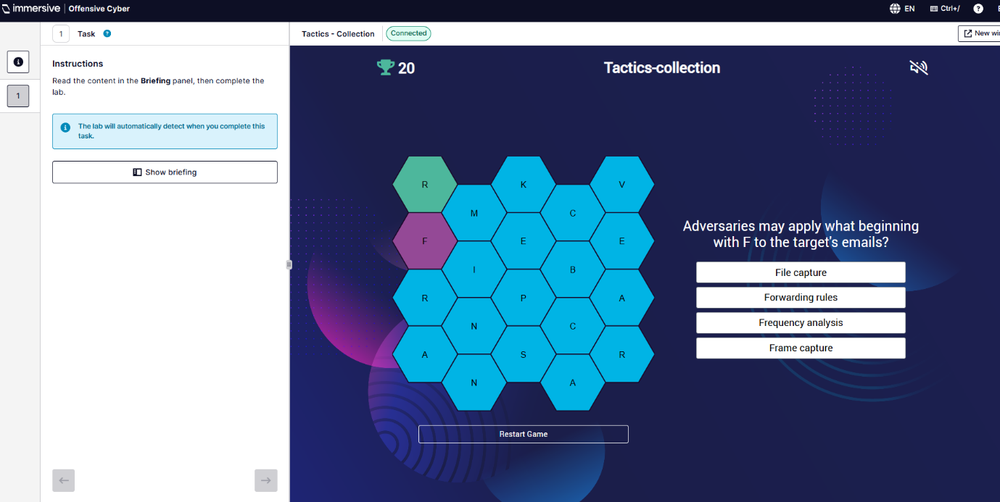 immersive | Offensive Cyber
EN
Ctrl+/
?
1 Task ?
Tactics - Collection
Connected
New wi
i
1
Instructions
Read the content in the Briefing panel, then complete the
lab.
The lab will automatically detect when you complete this
task.
Show briefing
20
Tactics-collection
R K V
M C
F E E
I B
R P A
N C
A S R
N A
Adversaries may apply what beginning
with F to the target's emails?
File capture
Forwarding rules
Frequency analysis
Frame capture
Restart Game